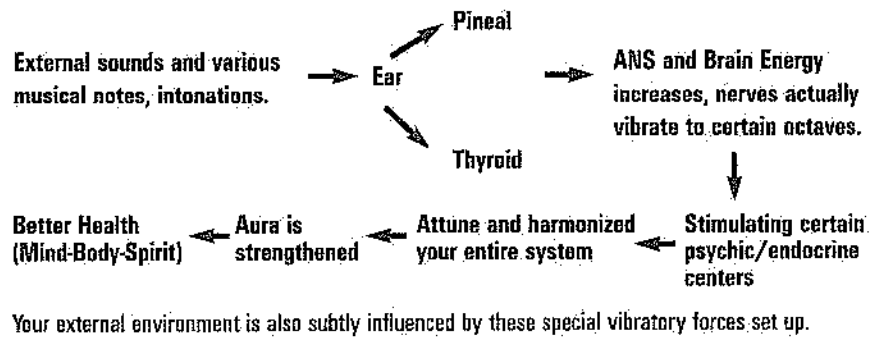 Pineal
External sounds and various
musical notes, intonations.
Ear
ANS and Brain Energy
increases, nerves actually
vibrate to certain octaves.
Thyroid
Better Health
(Mind-Body-Spirit)
Aura is
strengthened
Attune and harmonized
your entire system
Stimulating certain
psychic/endocrine
centers
Your external environment is also subtly influenced by these special vibratory forces set up.